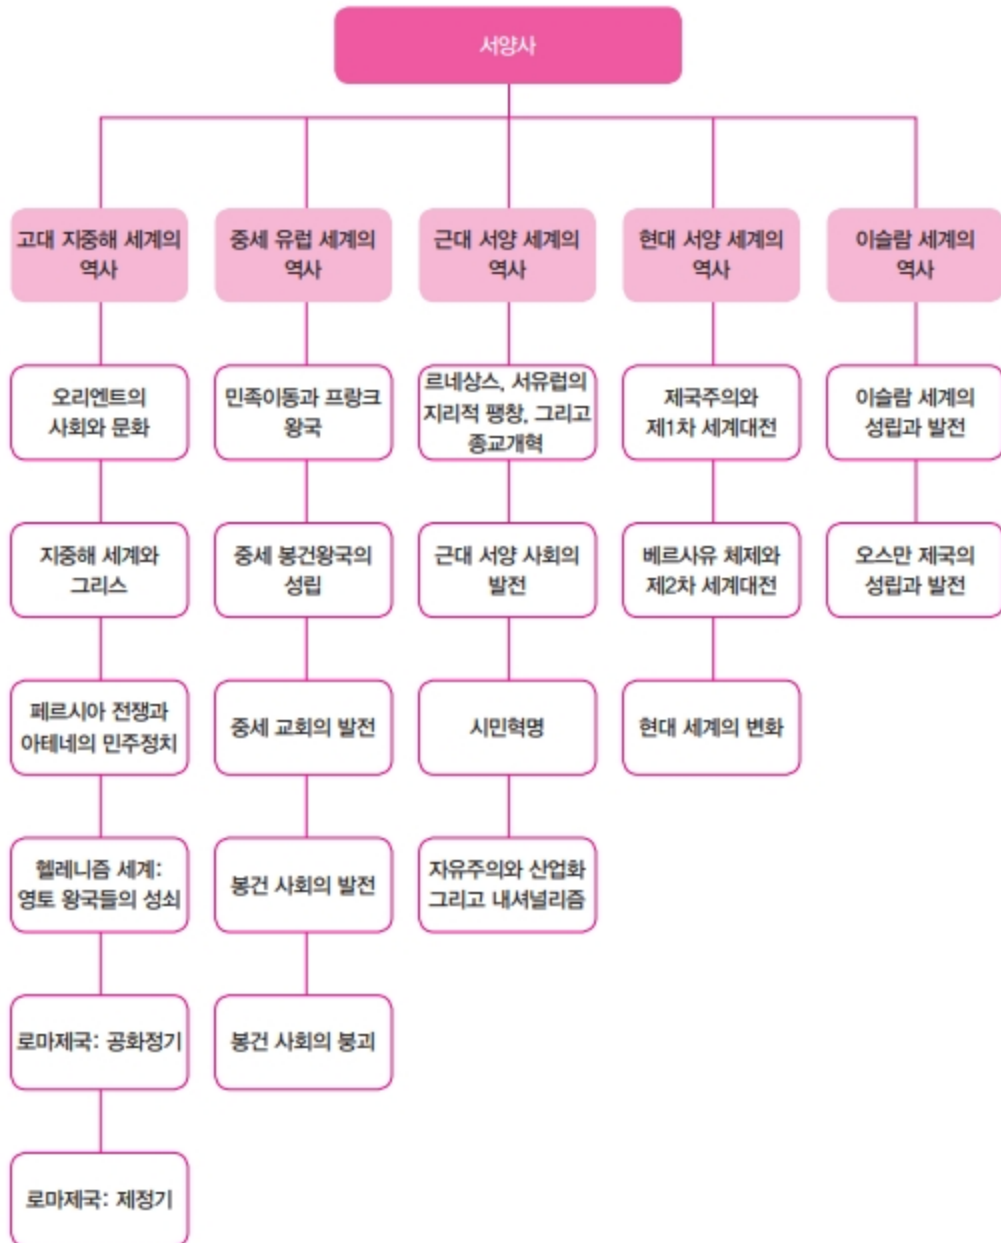 서양사
고대 지중해 세계의
역사
중세 유럽 세계의
역사
근대 서양 세계의
역사
현대 서양 세계의
역사
이슬람 세계의
역사
오리엔트의
사회와 문화
민족이동과 프랑크
왕국
르네상스, 서유럽의
지리적 팽창, 그리고
종교개혁
제국주의와
제1차 세계대전
이슬람 세계의
성립과 발전
지중해 세계와
그리스
중세 봉건왕국의
성립
근대 서양 사회의
발전
베르사유 체제와
제2차 세계대전
오스만 제국의
성립과 발전
페르시아 전쟁과
아테네의 민주정치
중세 교회의 발전
시민혁명
현대 세계의 변화
헬레니즘 세계:
영토 왕국들의 성쇠
봉건 사회의 발전
자유주의와 산업화
그리고 내셔널리즘
로마제국: 공화정기
봉건 사회의 붕괴
로마제국: 제정기